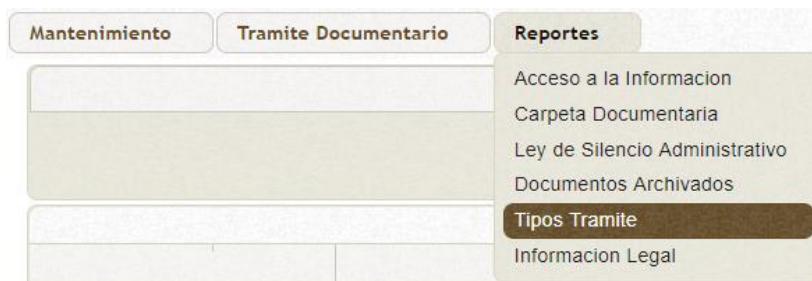 Mantenimiento Tramite Documentario Reportes
Acceso a la Informacion
Carpeta Documentaria
Ley de Silencio Administrativo
Documentos Archivados
Tipos Tramite
Informacion Legal